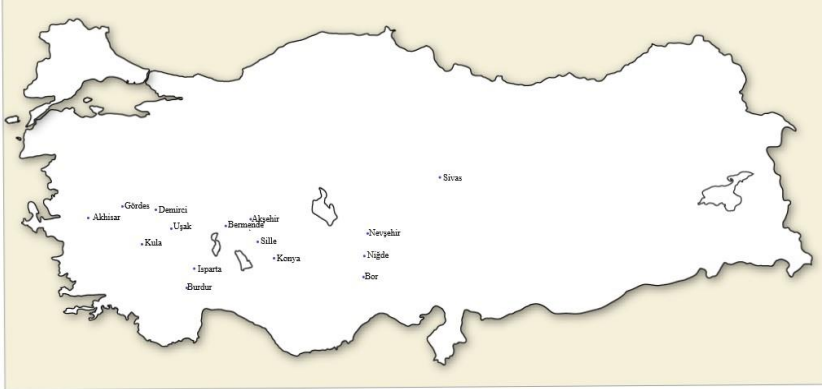 Sivas
Gördes
Demirci
Akhisar
Akşehir
Bermende
Uşak
Nevşehir
Kula
Sille
Niğde
Konya
Isparta
Bor
Burdur